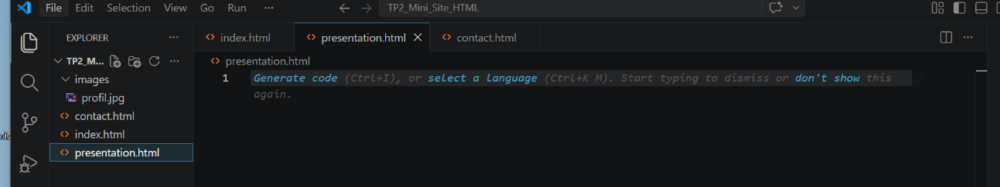 File Edit Selection View Go Run ··· TP2_Mini_Site_HTML
EXPLORER ···
index.html presentation.html contact.html ···
TP2_M... ···
presentation.html
images
1 Generate code (Ctrl+I), or select a language (Ctrl+K M). Start typing to dismiss or don't show this
again.
profil.jpg
contact.html
index.html
presentation.html